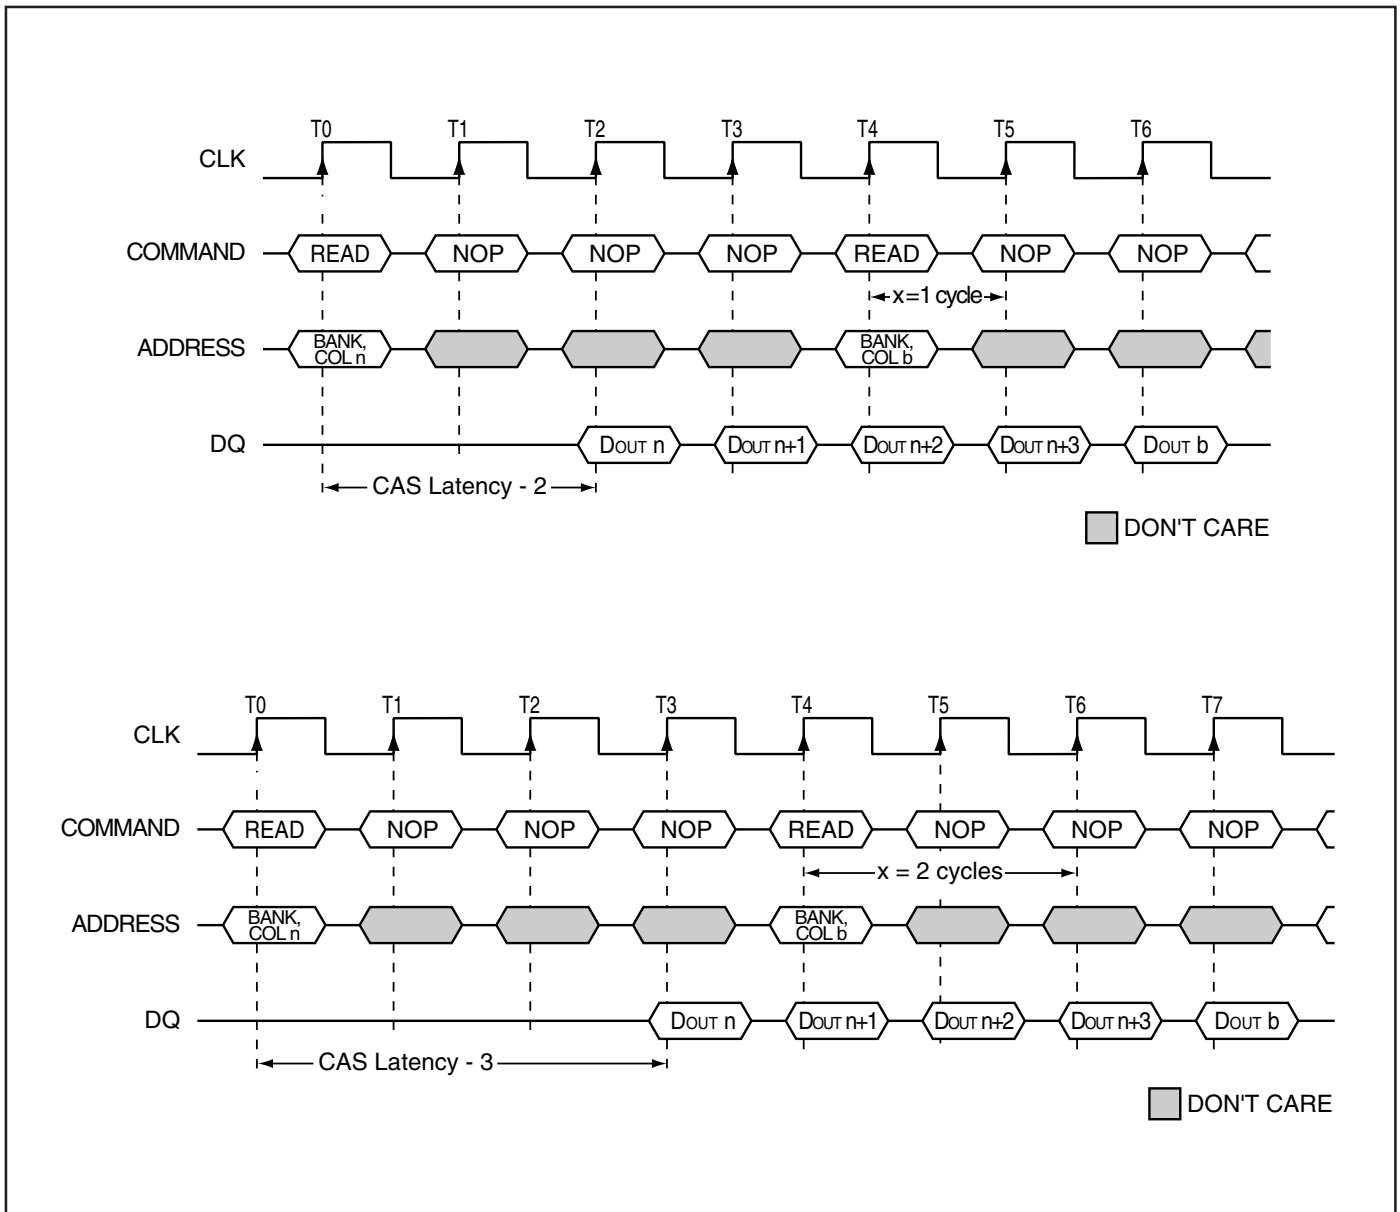 T0 T1 T2 T3 T4 T5 T6
CLK
COMMAND READ NOP NOP NOP READ NOP NOP
x=1 cycle
ADDRESS BANK, COL n BANK, COL b
DQ DOUT n DOUT n+1 DOUT n+2 DOUT n+3 DOUT b
CAS Latency - 2
DON'T CARE
T0 T1 T2 T3 T4 T5 T6 T7
CLK
COMMAND READ NOP NOP NOP READ NOP NOP NOP
x = 2 cycles
ADDRESS BANK, COL n BANK, COL b
DQ DOUT n DOUT n+1 DOUT n+2 DOUT n+3 DOUT b
CAS Latency - 3
DON'T CARE